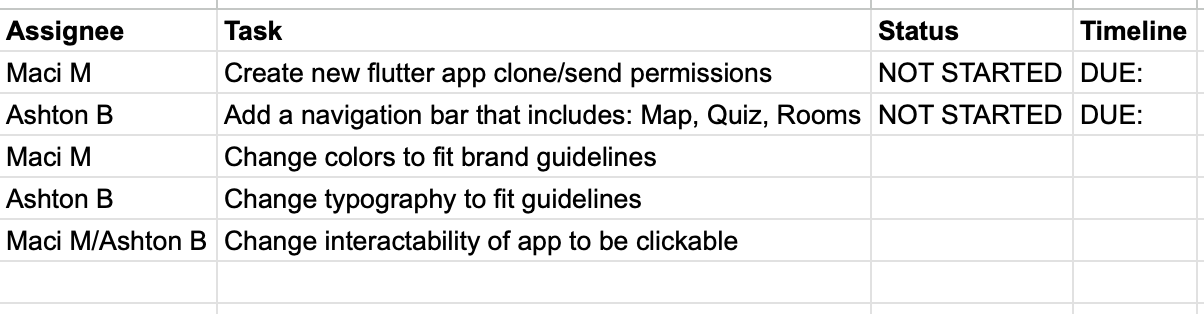 Assignee Task Status Timeline
Maci M Create new flutter app clone/send permissions NOT STARTED DUE:
Ashton B Add a navigation bar that includes: Map, Quiz, Rooms NOT STARTED DUE:
Maci M Change colors to fit brand guidelines
Ashton B Change typography to fit guidelines
Maci M/Ashton B Change interactability of app to be clickable